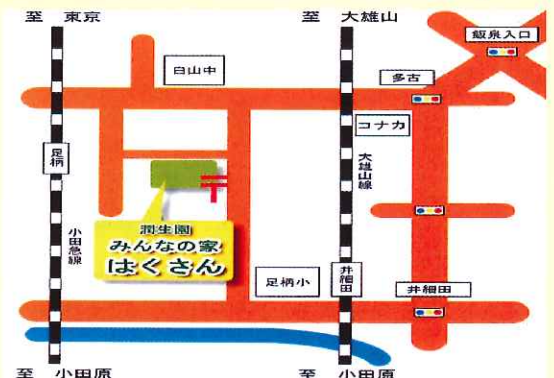 至 東京
至 大雄山
飯泉入口
白山中
多古
コナカ
足柄
大雄山線
〒
潤生園
みんなの家
はくさん
小田急線
足柄小
井細田
井細田
至 小田原
至 小田原